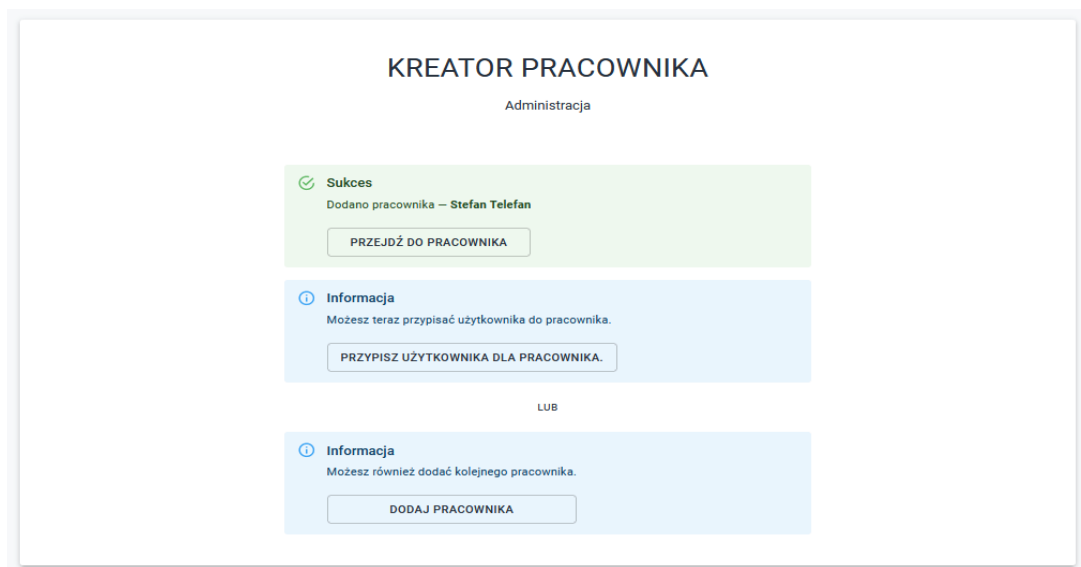 KREATOR PRACOWNIKA
Administracja
Sukces
Dodano pracownika — Stefan Telefan
PRZEJDŹ DO PRACOWNIKA
Informacja
Możesz teraz przypisać użytkownika do pracownika.
PRZYPISZ UŻYTKOWNIKA DLA PRACOWNIKA.
LUB
Informacja
Możesz również dodać kolejnego pracownika.
DODAJ PRACOWNIKA